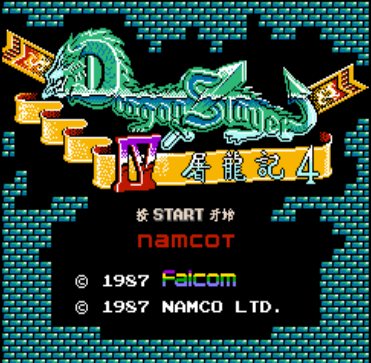 Dragon Slayer
IV 屠龍記 4
按 START 开始
namcot
© 1987 Falcom
© 1987 NAMCO LTD.